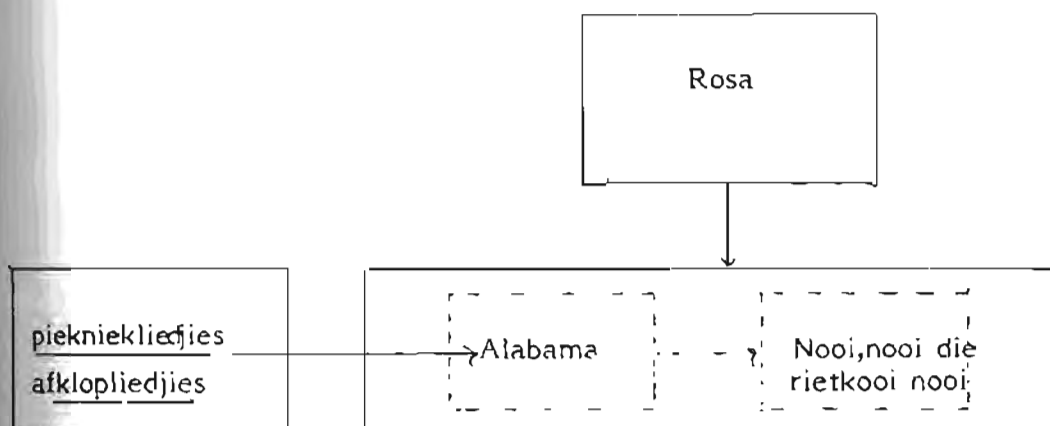 Rosa
piekniekliedjies
afklopliedjies
Alabama
Nooi,nooi die
rietkooi nooi